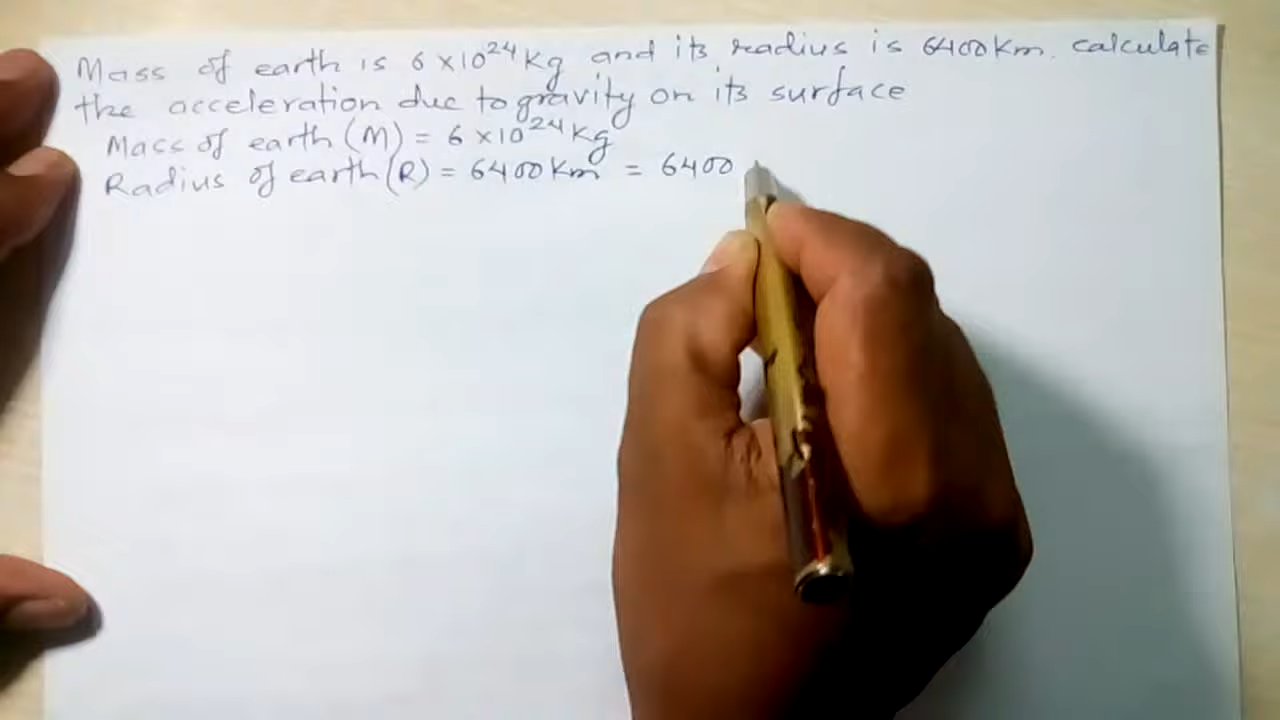 Mass of earth is 6 ×10²⁴ kg and its radius is 6400 Km. calculate
the acceleration due to gravity on its surface
Mass of earth (M) = 6 ×10²⁴ kg
Radius of earth (R) = 6400 Km = 6400